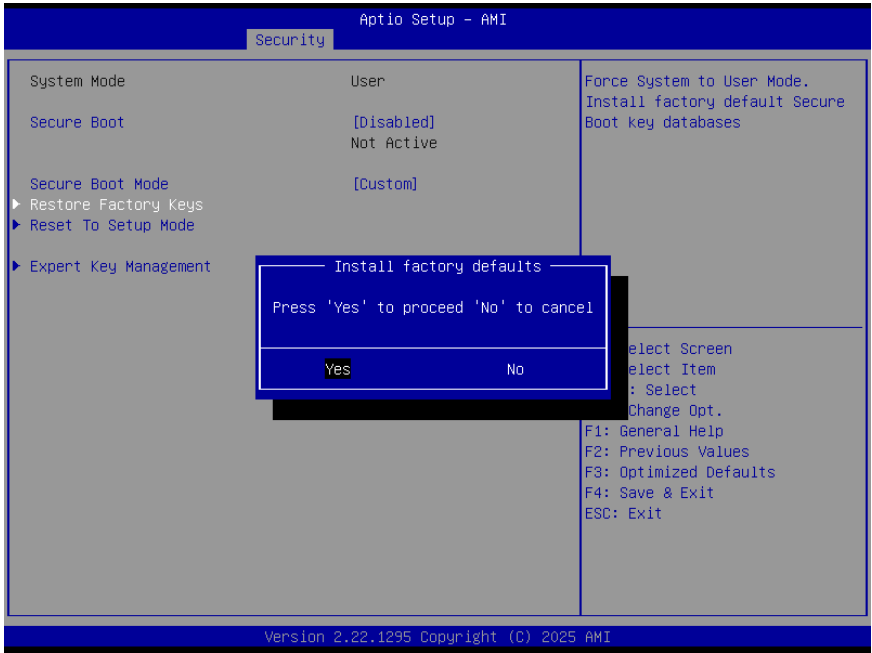 Aptio Setup – AMI
Security
System Mode User
Secure Boot [Disabled]
Not Active
Secure Boot Mode [Custom]
Restore Factory Keys
Reset To Setup Mode
Expert Key Management
Force System to User Mode.
Install factory default Secure
Boot key databases
Install factory defaults
Press 'Yes' to proceed 'No' to cancel
Yes No
elect Screen
elect Item
: Select
Change Opt.
F1: General Help
F2: Previous Values
F3: Optimized Defaults
F4: Save & Exit
ESC: Exit
Version 2.22.1295 Copyright (C) 2025 AMI